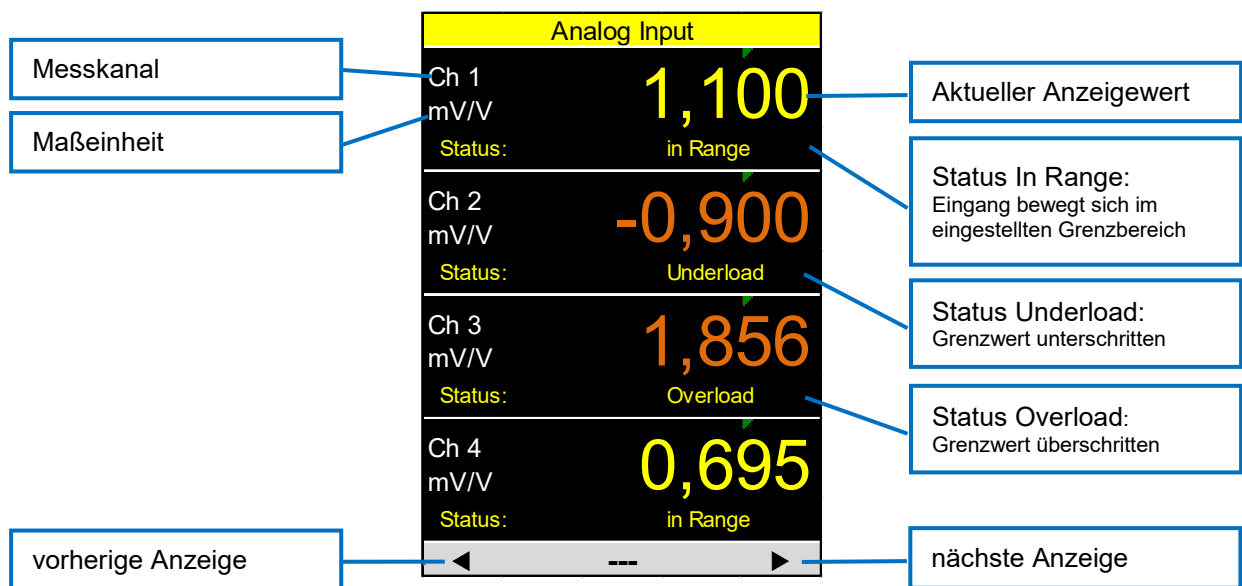 Analog Input
Messkanal
Maßeinheit
Ch 1
mV/V
1,100
Status: in Range
Aktueller Anzeigewert
Status In Range:
Eingang bewegt sich im
eingestellten Grenzbereich
Ch 2
mV/V
-0,900
Status: Underload
Status Underload:
Grenzwert unterschritten
Ch 3
mV/V
1,856
Status: Overload
Status Overload:
Grenzwert überschritten
Ch 4
mV/V
0,695
Status: in Range
vorherige Anzeige
---
nächste Anzeige